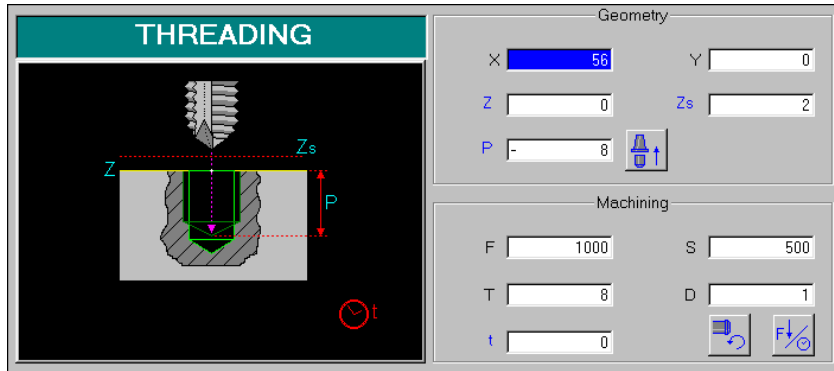 THREADING
Zs
Z
P
t
Geometry
X 56 Y 0
Z 0 Zs 2
P - 8
Machining
F 1000 S 500
T 8 D 1
t 0 F